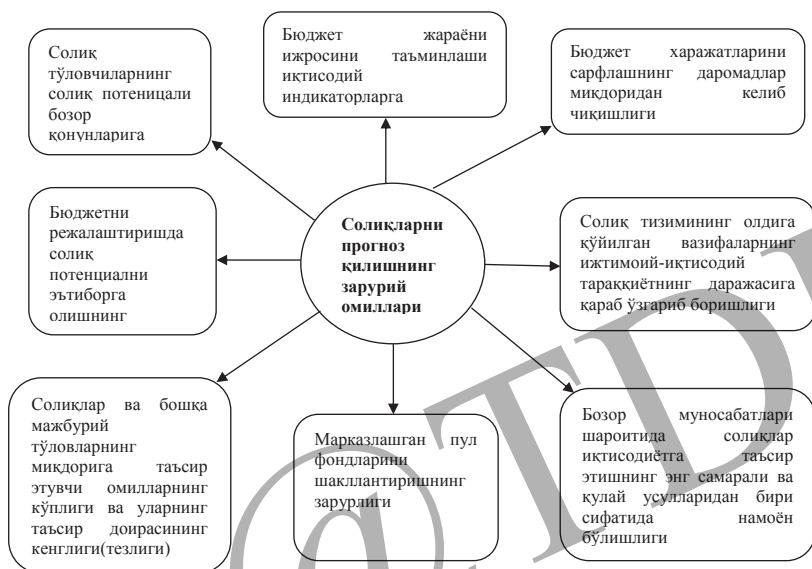 Солиқ
тўловчиларнинг
солиқ потеницали
бозор
қонунларига
Бюджет жараёни
ижросини таъминлаши
иқтисодий
индикаторларга
Бюджет харажатларини
сарфлашнинг даромадлар
миқдоридан келиб
чиқишлиги
Бюджетни
режалаштиришда
солиқ
потенциални
эътиборга
олишнинг
Солиқларни
прогноз
қилишнинг
зарурий
омиллари
Солиқ тизимининг олдига
қўйилган вазифаларнинг
ижтимоий-иқтисодий
тараққиётнинг даражасига
қараб ўзгариб боришлиги
Солиқлар ва бошқа
мажбурий
тўловларнинг
миқдорига таъсир
этувчи омилларнинг
кўплиги ва уларнинг
таъсир доирасининг
кенглиги(тезлиги)
Марказлашган пул
фондларини
шакллантиришнинг
зарурлиги
Бозор муносабатлари
шароитида солиқлар
иқтисодиётга таъсир
этишнинг энг самарали ва
қулай усулларидан бири
сифатида намоён
бўлишлиги